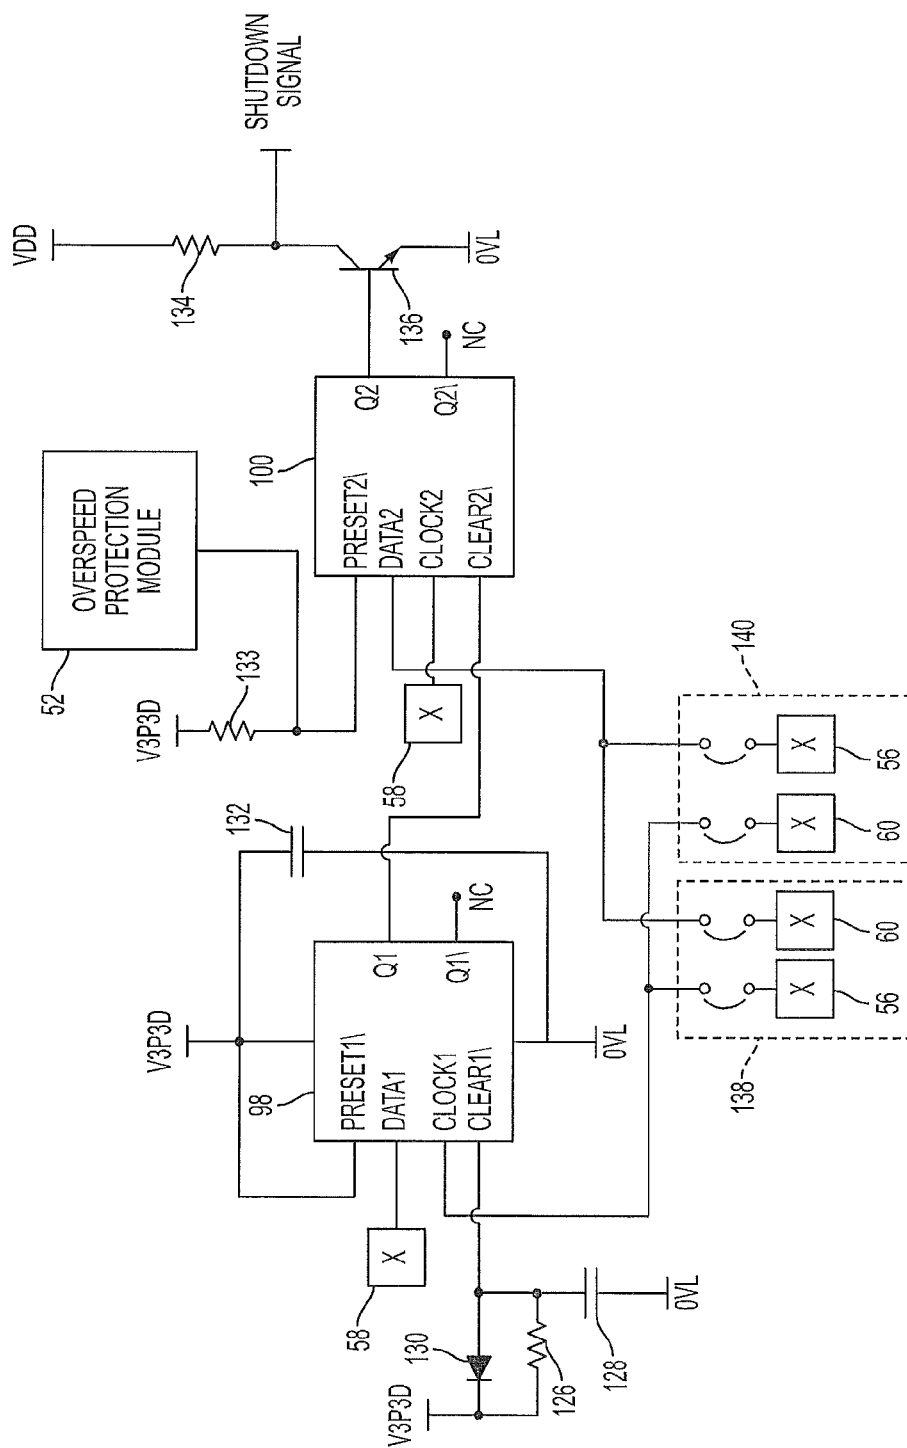 VDD
134
SHUTDOWN
SIGNAL
136
0VL
OVERSPEED
PROTECTION
MODULE
52
V3P3D
133
100
PRESET2\
DATA2
CLOCK2
CLEAR2\
Q2
Q2\
NC
X
58
V3P3D
132
98
PRESET1\
DATA1
CLOCK1
CLEAR1\
Q1
Q1\
NC
0VL
X
58
V3P3D
130
126
128
0VL
138
X
56
X
60
140
X
60
X
56